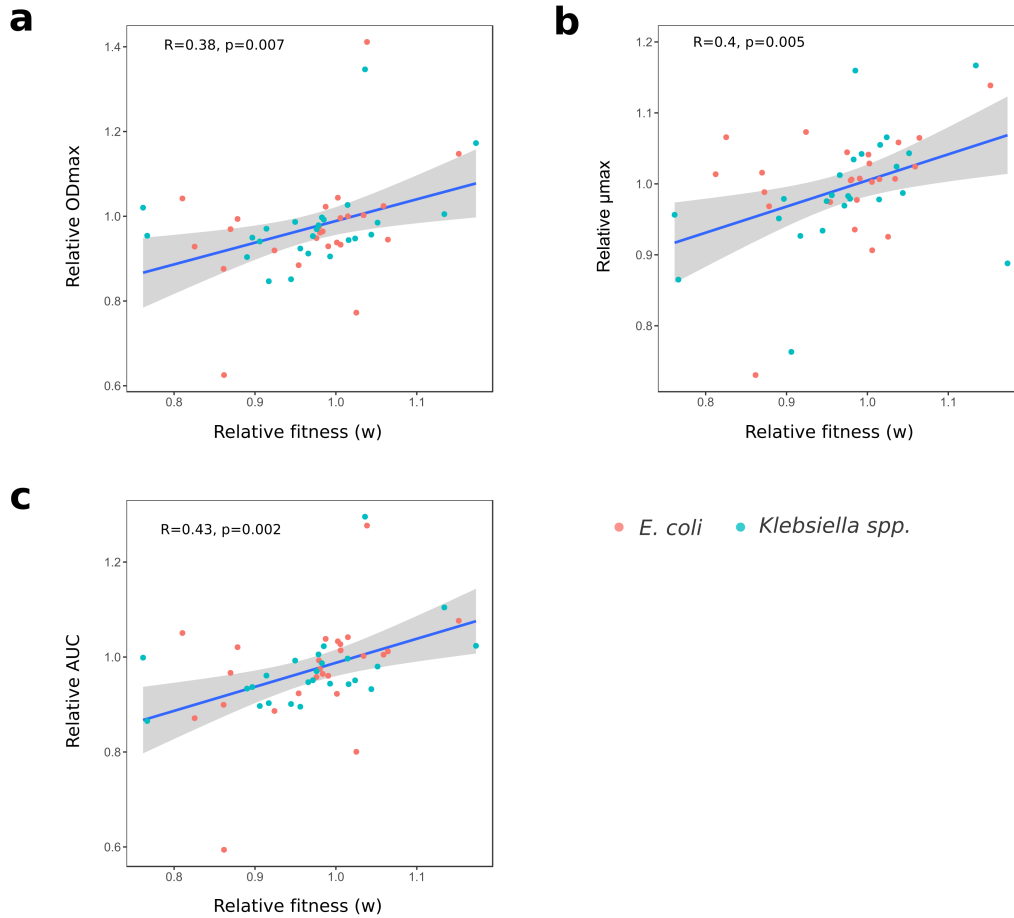 a
R=0.38, p=0.007
Relative ODmax
1.4
1.2
1.0
0.8
0.6
0.8 0.9 1.0 1.1
Relative fitness (w)
b
R=0.4, p=0.005
Relative μmax
1.2
1.1
1.0
0.9
0.8
0.8 0.9 1.0 1.1
Relative fitness (w)
c
R=0.43, p=0.002
Relative AUC
1.2
1.0
0.8
0.6
0.8 0.9 1.0 1.1
Relative fitness (w)
E. coli Klebsiella spp.